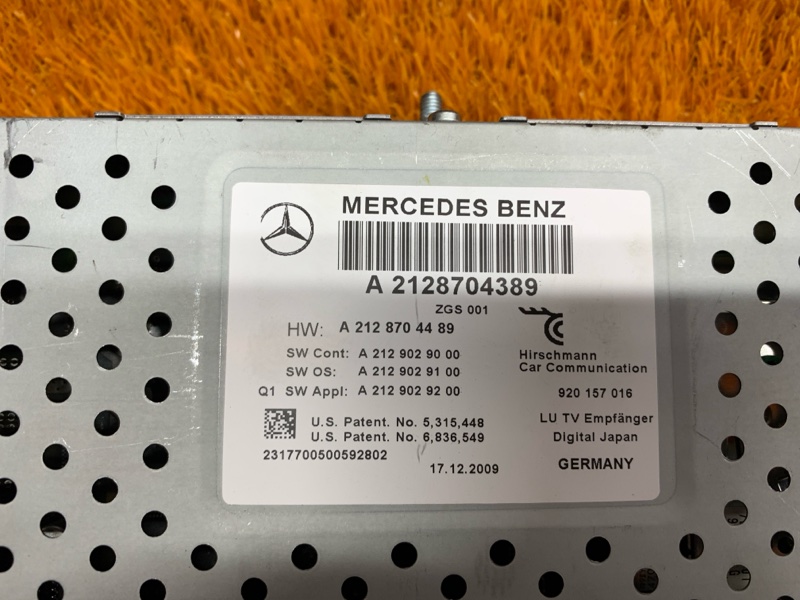 MERCEDES BENZ
A 2128704389
ZGS 001
HW: A 212 870 44 89
SW Cont: A 212 902 90 00
SW OS: A 212 902 91 00
Q1 SW Appl: A 212 902 92 00
Hirschmann
Car Communication
920 157 016
U.S. Patent. No. 5,315,448
U.S. Patent. No. 6,836,549
2317700500592802
17.12.2009
LU TV Empfänger
Digital Japan
GERMANY